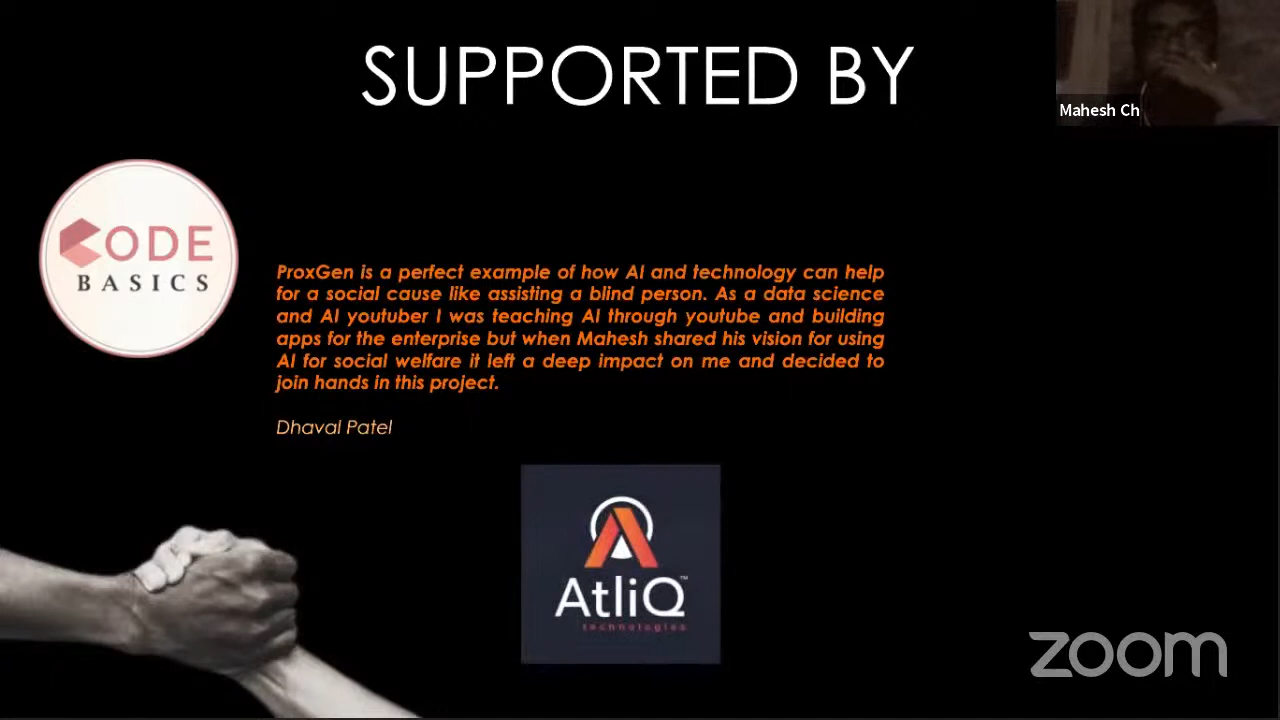 SUPPORTED BY
Mahesh Ch
CODE
BASICS
ProxGen is a perfect example of how AI and technology can help
for a social cause like assisting a blind person. As a data science
and AI youtuber I was teaching AI through youtube and building
apps for the enterprise but when Mahesh shared his vision for using
AI for social welfare it left a deep impact on me and decided to
join hands in this project.
Dhaval Patel
AtliQ™
technologies
zoom